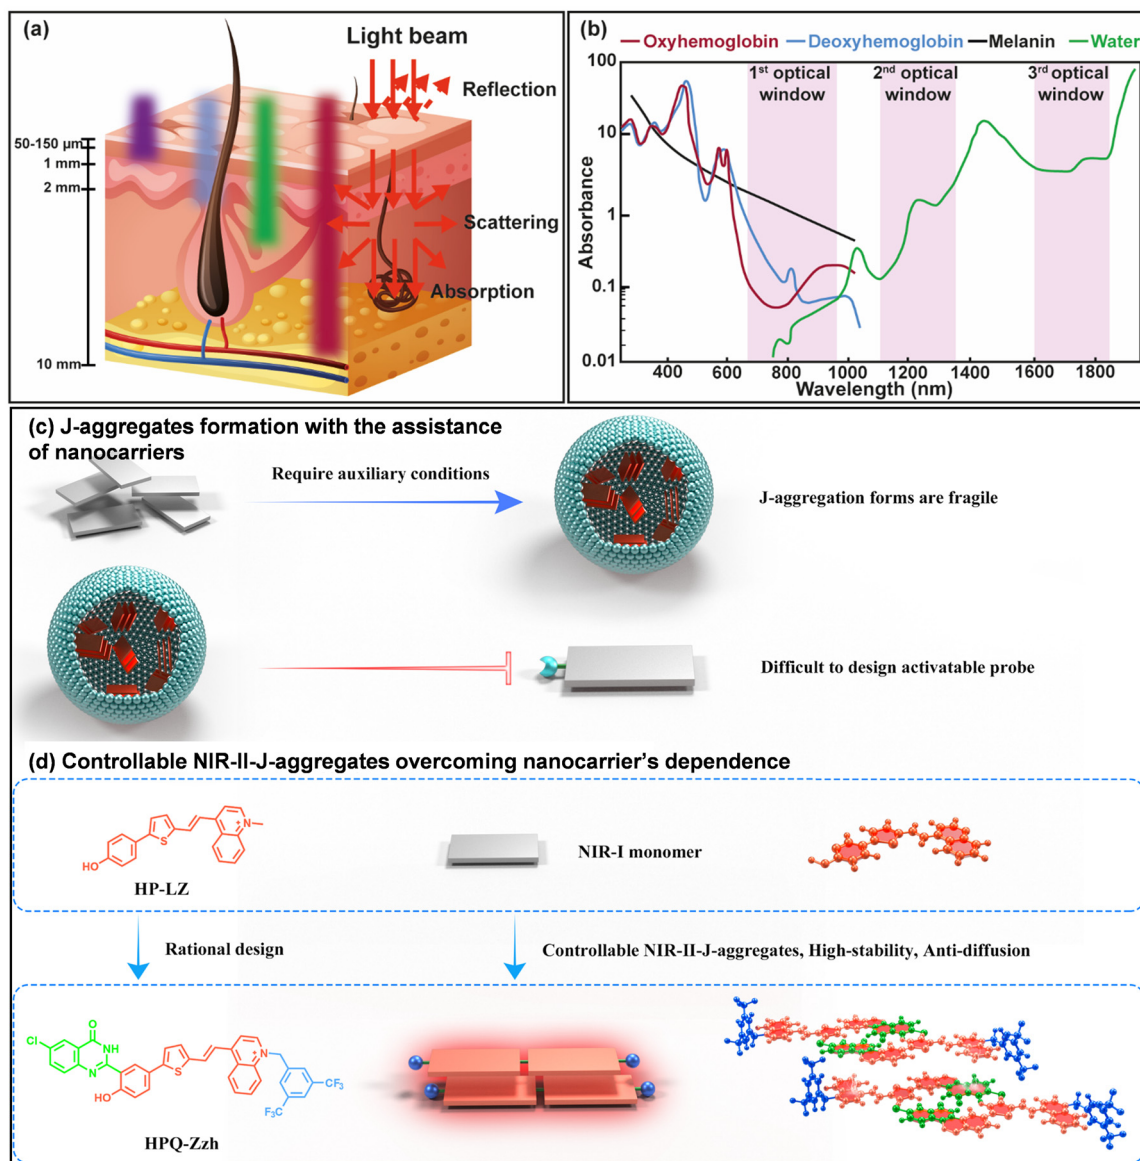 (a)
Light beam
Reflection
50-150 μm
1 mm
2 mm
Scattering
Absorption
10 mm
(b)
Oxyhemoglobin
Deoxyhemoglobin
Melanin
Water
100
10
1
0.1
0.01
Absorbance
1st optical
window
2nd optical
window
3rd optical
window
400
600
800
1000
1200
1400
1600
1800
Wavelength (nm)
(c) J-aggregates formation with the assistance
of nanocarriers
Require auxiliary conditions
J-aggregation forms are fragile
Difficult to design activatable probe
(d) Controllable NIR-II-J-aggregates overcoming nanocarrier's dependence
HO
S
N
+
HP-LZ
NIR-I monomer
Rational design
Controllable NIR-II-J-aggregates, High-stability, Anti-diffusion
O
Cl
NH
N
HO
S
N
CF3
F3C
HPQ-Zzh